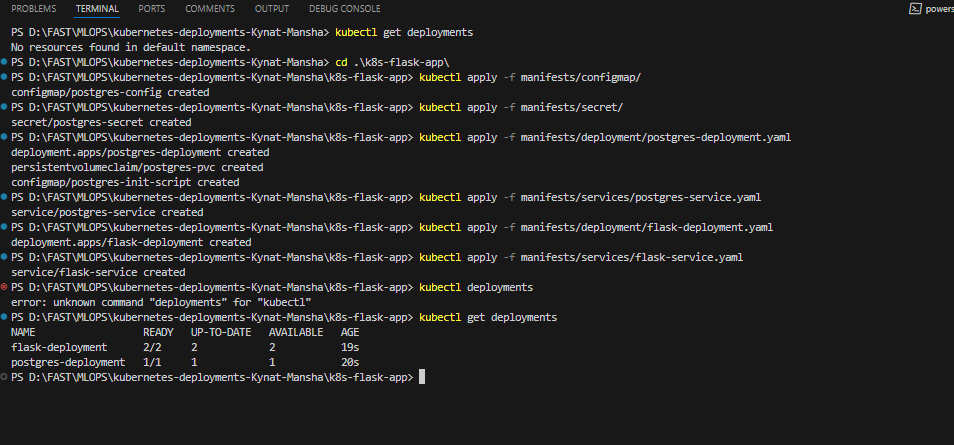 PROBLEMS TERMINAL PORTS COMMENTS OUTPUT DEBUG CONSOLE powers
PS D:\FAST\MLOPS\kubernetes-deployments-Kynat-Mansha> kubectl get deployments
No resources found in default namespace.
PS D:\FAST\MLOPS\kubernetes-deployments-Kynat-Mansha> cd .\k8s-flask-app\
PS D:\FAST\MLOPS\kubernetes-deployments-Kynat-Mansha\k8s-flask-app> kubectl apply -f manifests/configmap/
configmap/postgres-config created
PS D:\FAST\MLOPS\kubernetes-deployments-Kynat-Mansha\k8s-flask-app> kubectl apply -f manifests/secret/
secret/postgres-secret created
PS D:\FAST\MLOPS\kubernetes-deployments-Kynat-Mansha\k8s-flask-app> kubectl apply -f manifests/deployment/postgres-deployment.yaml
deployment.apps/postgres-deployment created
persistentvolumeclaim/postgres-pvc created
configmap/postgres-init-script created
PS D:\FAST\MLOPS\kubernetes-deployments-Kynat-Mansha\k8s-flask-app> kubectl apply -f manifests/services/postgres-service.yaml
service/postgres-service created
PS D:\FAST\MLOPS\kubernetes-deployments-Kynat-Mansha\k8s-flask-app> kubectl apply -f manifests/deployment/flask-deployment.yaml
deployment.apps/flask-deployment created
PS D:\FAST\MLOPS\kubernetes-deployments-Kynat-Mansha\k8s-flask-app> kubectl apply -f manifests/services/flask-service.yaml
service/flask-service created
PS D:\FAST\MLOPS\kubernetes-deployments-Kynat-Mansha\k8s-flask-app> kubectl deployments
error: unknown command "deployments" for "kubectl"
PS D:\FAST\MLOPS\kubernetes-deployments-Kynat-Mansha\k8s-flask-app> kubectl get deployments
NAME READY UP-TO-DATE AVAILABLE AGE
flask-deployment 2/2 2 2 19s
postgres-deployment 1/1 1 1 20s
PS D:\FAST\MLOPS\kubernetes-deployments-Kynat-Mansha\k8s-flask-app>